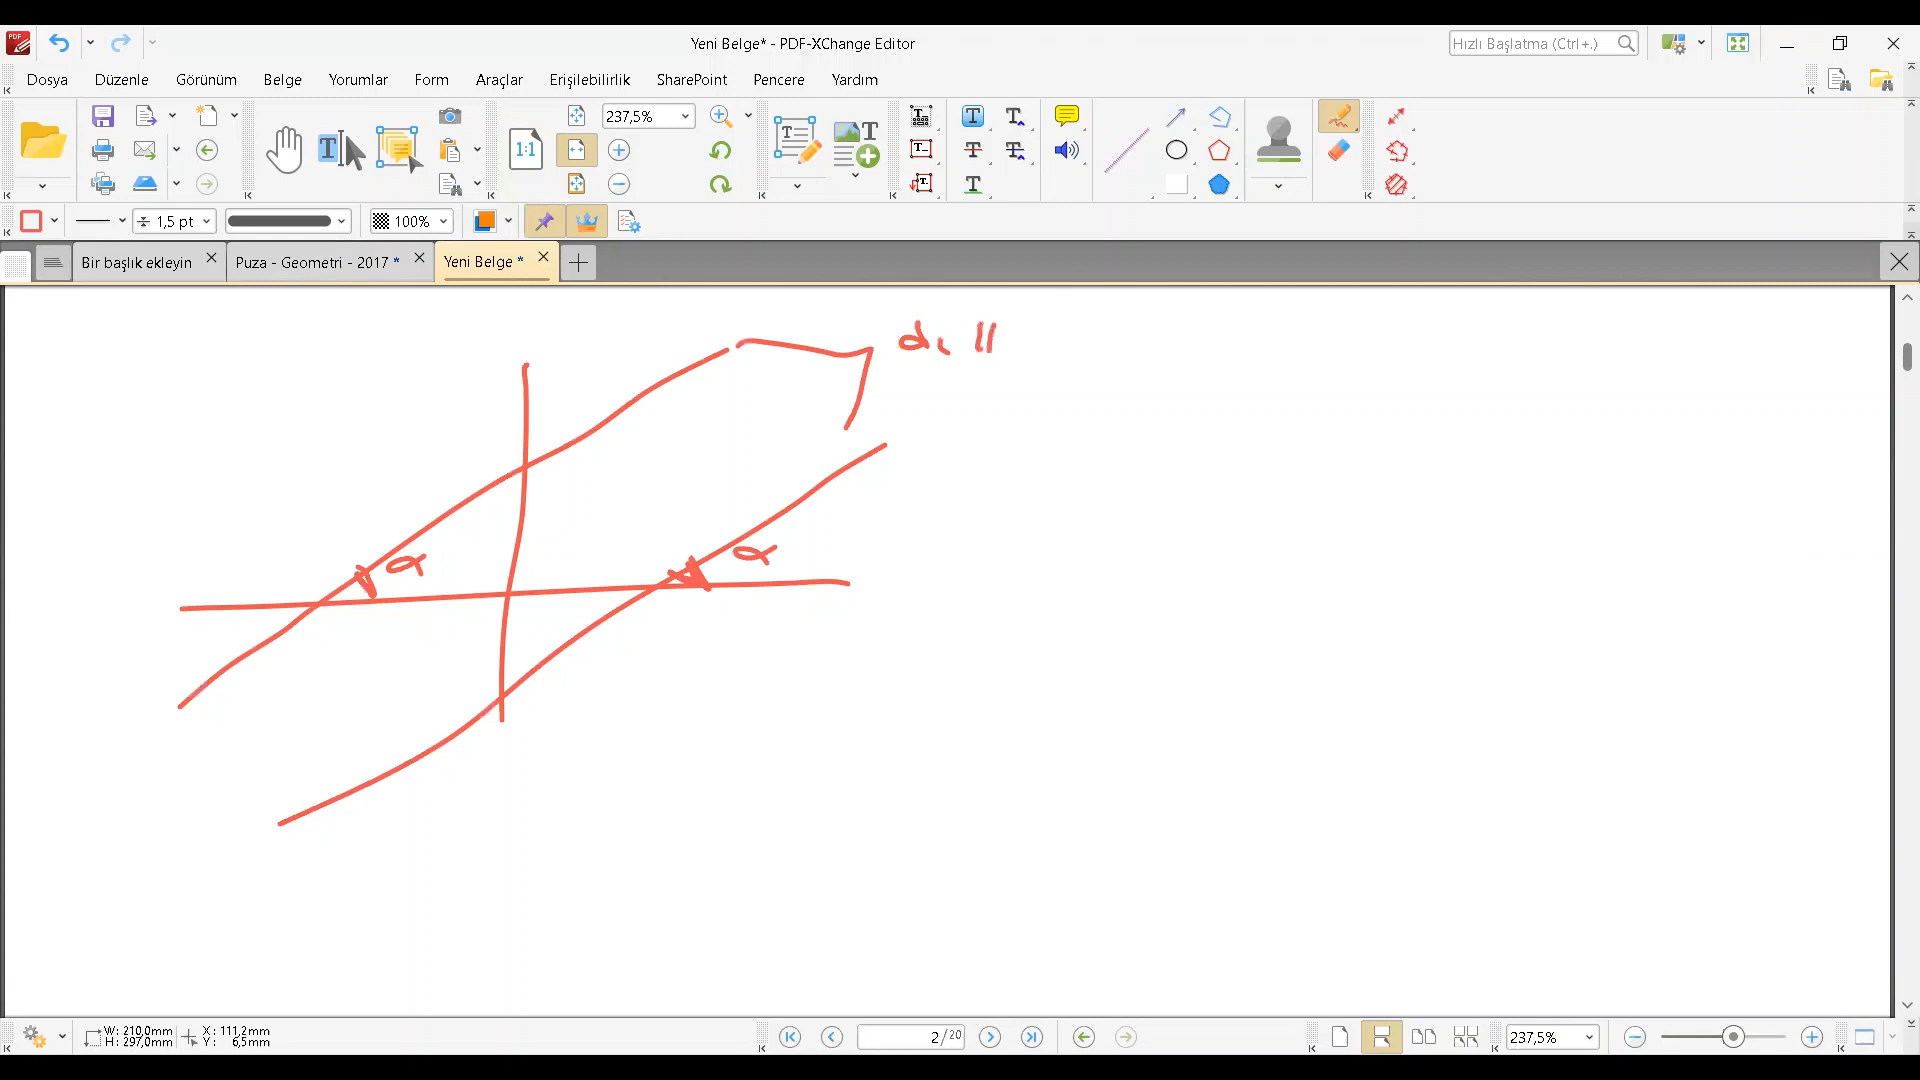 Yeni Belge* - PDF-XChange Editor
Hızlı Başlatma (Ctrl+.)
Dosya Düzenle Görünüm Belge Yorumlar Form Araçlar Erişilebilirlik SharePoint Pencere Yardım
237,5%
1:1
1,5 pt
100%
Bir başlık ekleyin
Puza - Geometri - 2017 *
Yeni Belge *
d₁ //
α
α
W: 210,0mm
H: 297,0mm
X: 111,2mm
Y: 6,5mm
2/20
237,5%